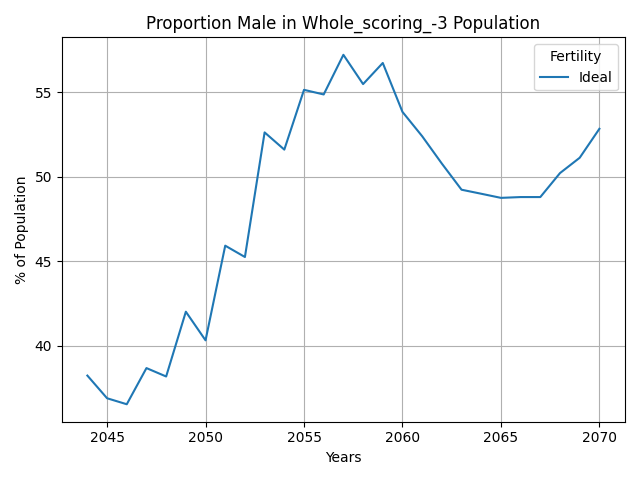 Proportion Male in Whole_scoring_-3 Population
Fertility
Ideal
55
50
45
40
% of Population
2045 2050 2055 2060 2065 2070
Years